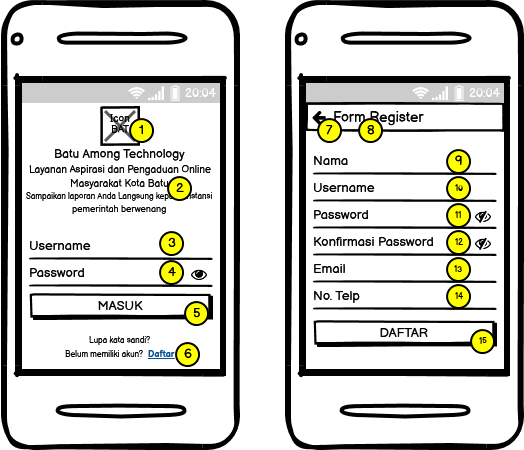 20:04
Icon
BAT
1
Batu Among Technology
Layanan Aspirasi dan Pengaduan Online
Masyarakat Kota Batu
2
Sampaikan laporan Anda Langsung instansi
pemerintah berwenang
Username 3
Password 4
MASUK
5
Lupa kata sandi?
Belum memiliki akun? Daftar 6
20:04
Form Register
7 8
Nama 9
Username 10
Password 11
Konfirmasi Password 12
Email 13
No. Telp 14
DAFTAR
15